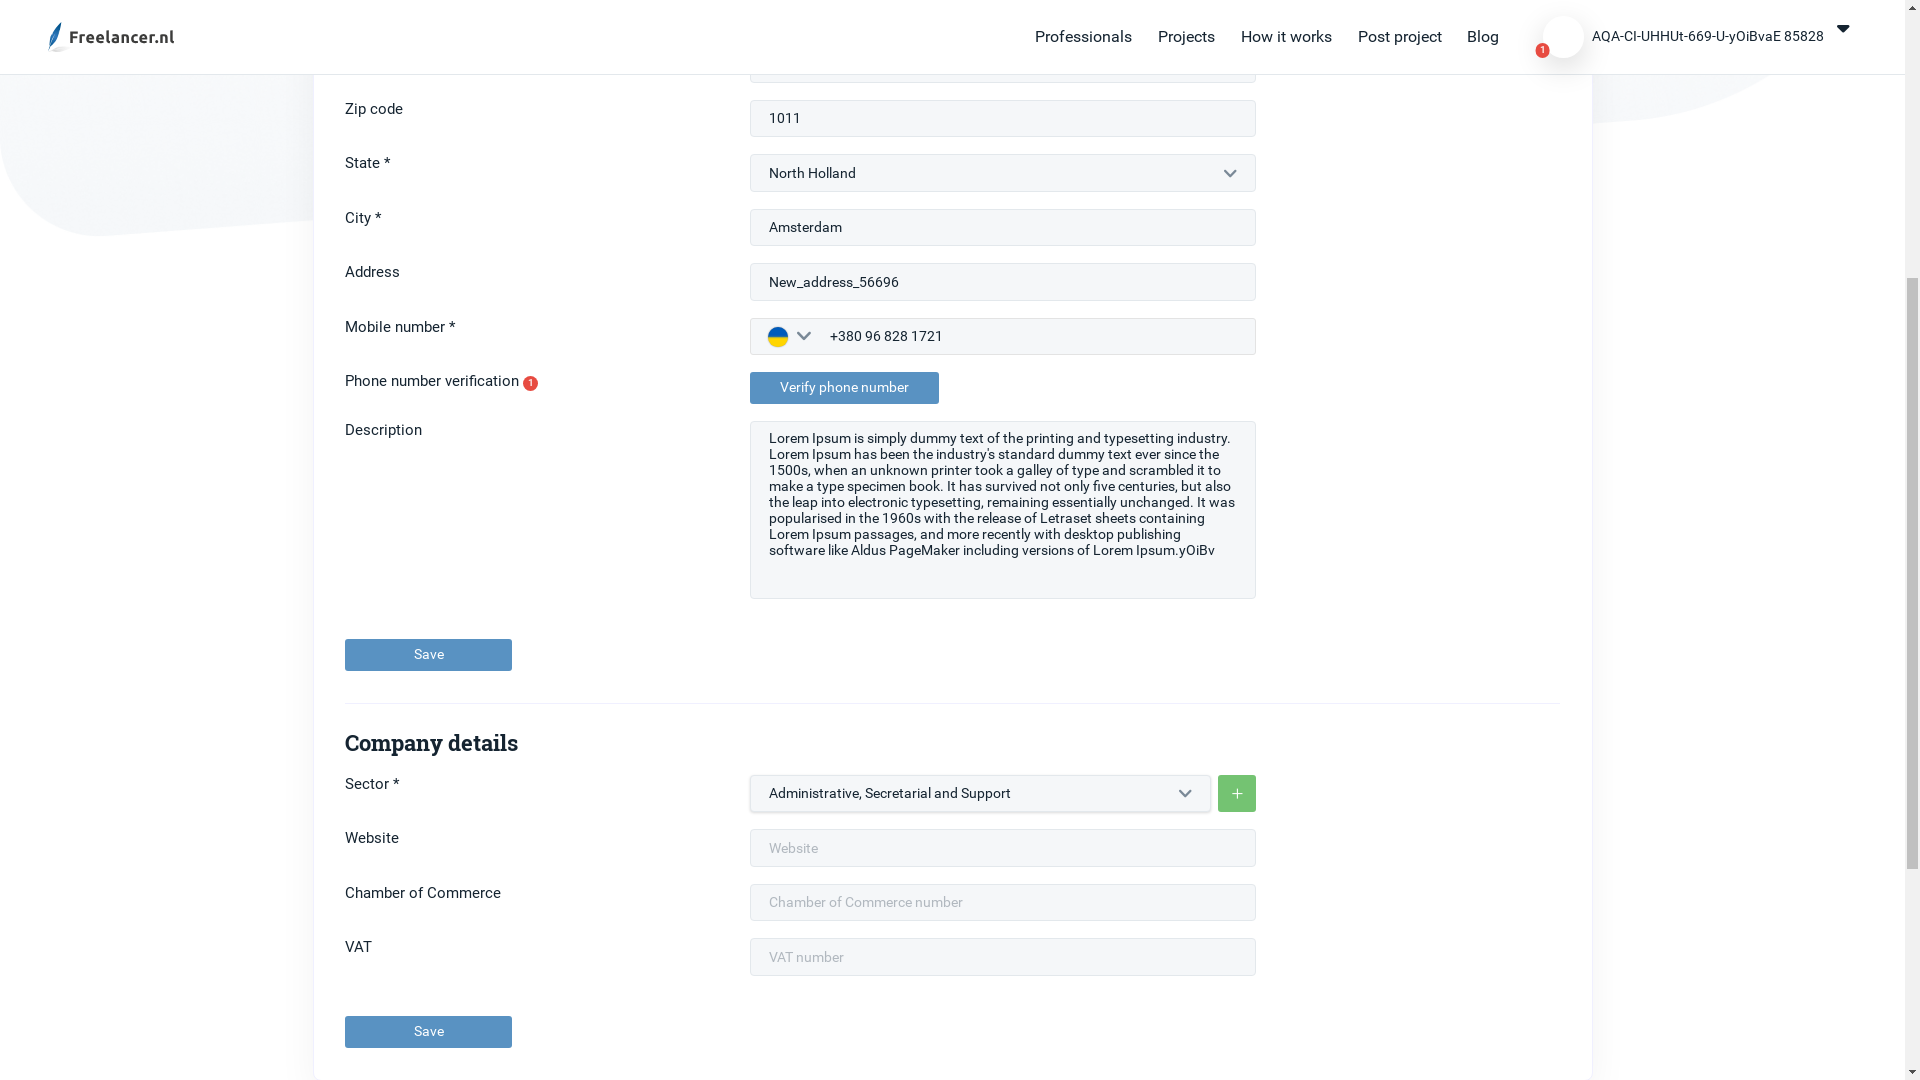 Freelancer.nl
Professionals
Projects
How it works
Post project
Blog
1
AQA-CI-UHHUt-669-U-yOiBvaE 85828
Zip code
1011
State *
North Holland
City *
Amsterdam
Address
New_address_56696
Mobile number *
+380 96 828 1721
Phone number verification 1
Verify phone number
Description
Lorem Ipsum is simply dummy text of the printing and typesetting industry.
Lorem Ipsum has been the industry's standard dummy text ever since the
1500s, when an unknown printer took a galley of type and scrambled it to
make a type specimen book. It has survived not only five centuries, but also
the leap into electronic typesetting, remaining essentially unchanged. It was
popularised in the 1960s with the release of Letraset sheets containing
Lorem Ipsum passages, and more recently with desktop publishing
software like Aldus PageMaker including versions of Lorem Ipsum.yOiBv
Save
Company details
Sector *
Administrative, Secretarial and Support
+
Website
Website
Chamber of Commerce
Chamber of Commerce number
VAT
VAT number
Save